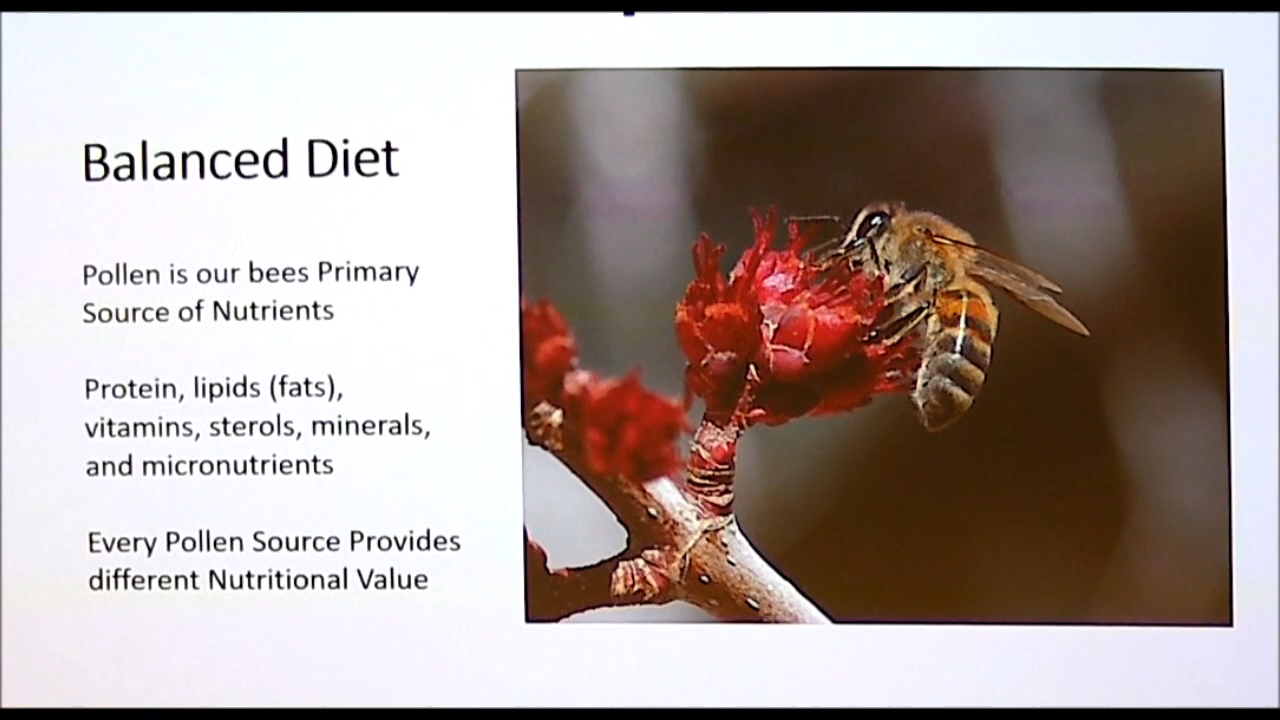 Balanced Diet
Pollen is our bees Primary
Source of Nutrients
Protein, lipids (fats),
vitamins, sterols, minerals,
and micronutrients
Every Pollen Source Provides
different Nutritional Value